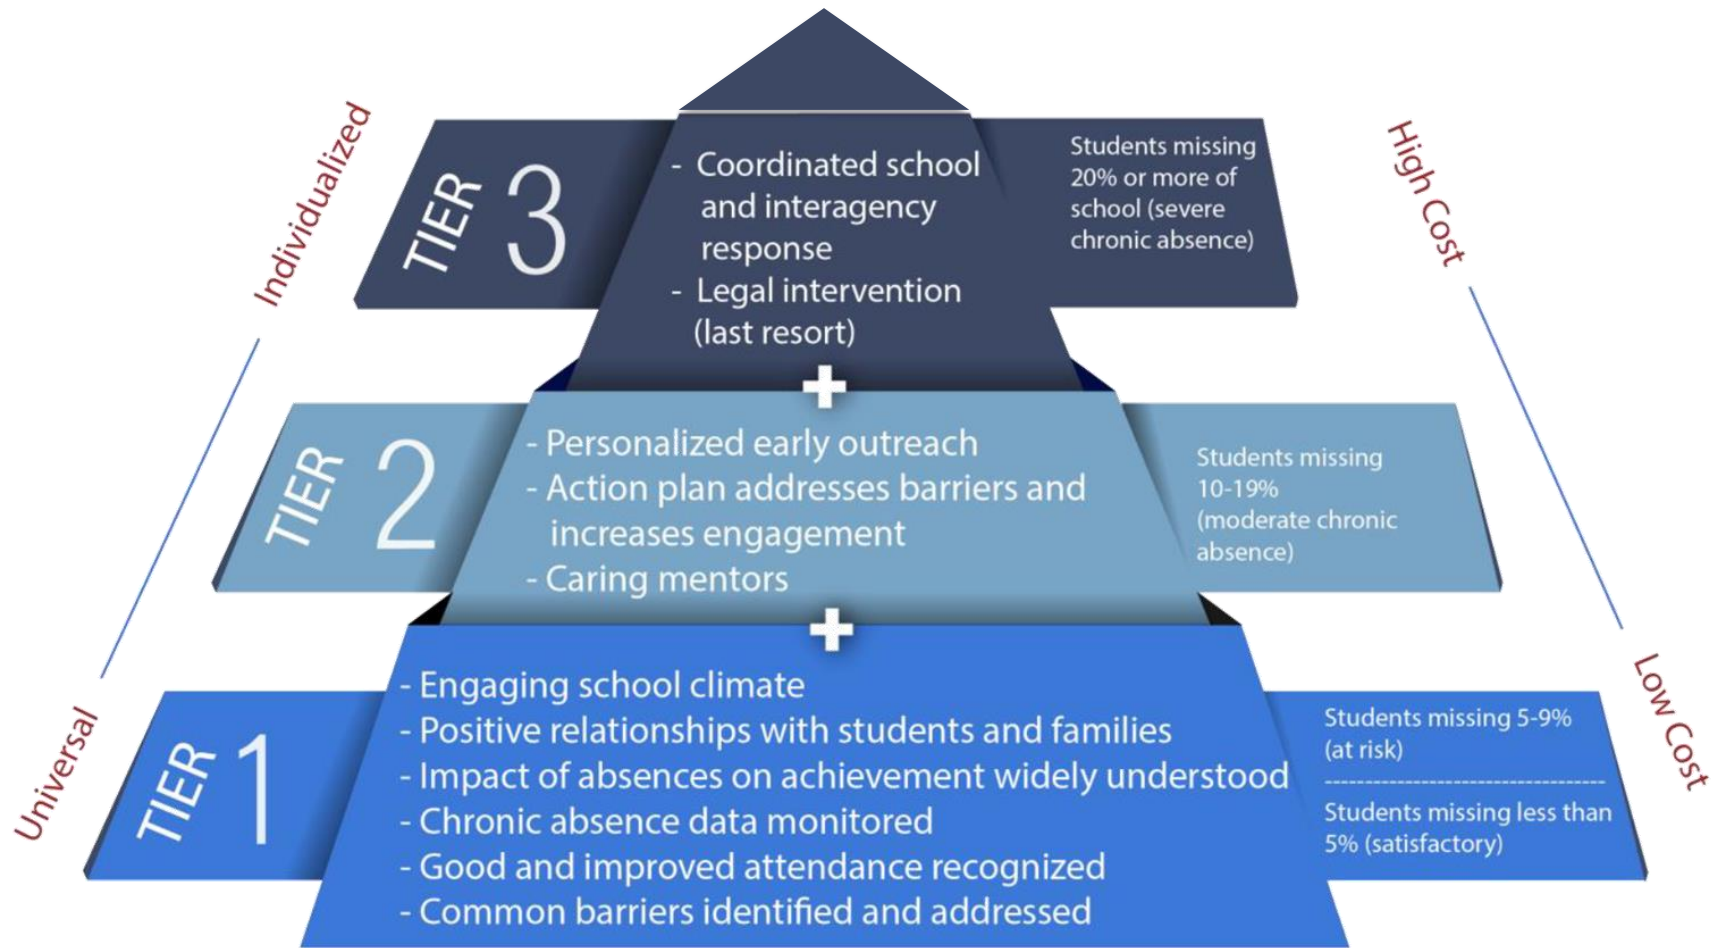 Individualized
High Cost
TIER 3
- Coordinated school
and interagency
response
- Legal intervention
(last resort)
Students missing
20% or more of
school (severe
chronic absence)
+
TIER 2
- Personalized early outreach
- Action plan addresses barriers and
increases engagement
- Caring mentors
Students missing
10-19%
(moderate chronic
absence)
+
Universal
Low Cost
TIER 1
- Engaging school climate
- Positive relationships with students and families
- Impact of absences on achievement widely understood
- Chronic absence data monitored
- Good and improved attendance recognized
- Common barriers identified and addressed
Students missing 5-9%
(at risk)
Students missing less than
5% (satisfactory)